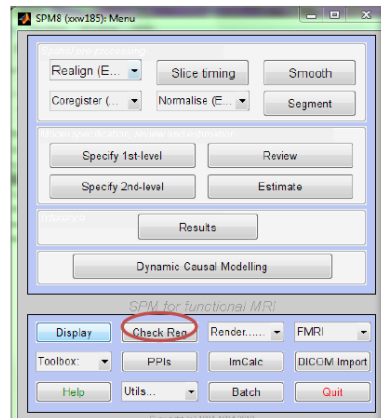 SPM8 (xxw185): Menu
Realign (E... Slice timing Smooth
Coregister (... Normalise (E... Segment
Specify 1st-level Review
Specify 2nd-level Estimate
Results
Dynamic Causal Modelling
SPM for functional MRI
Display Check Reg Render...... FMRI
Toolbox: PPIs ImCalc DICOM Import
Help Utils... Batch Quit